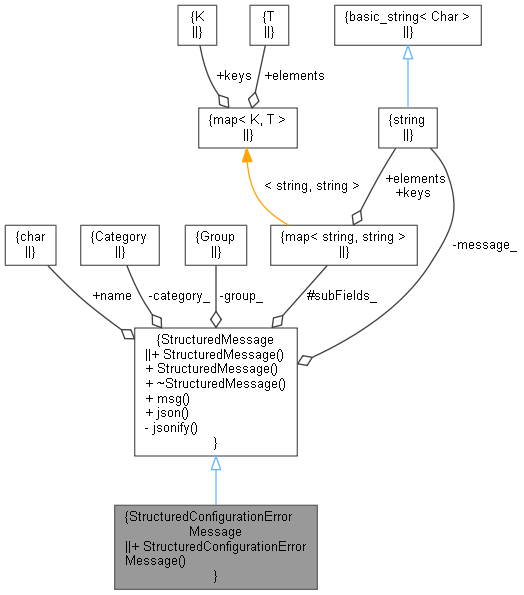 {K
||}
{T
||}
{basic_string< Char >
||}
+keys
+elements
{map< K, T >
||}
{string
||}
< string, string >
+elements
+keys
{char
||}
{Category
||}
{Group
||}
{map< string, string >
||}
-message_
+name
-category_
-group_
#subFields_
{StructuredMessage
||+ StructuredMessage()
+ StructuredMessage()
+ ~StructuredMessage()
+ msg()
+ json()
- jsonify()
}
{StructuredConfigurationError
Message
||+ StructuredConfigurationError
Message()
}